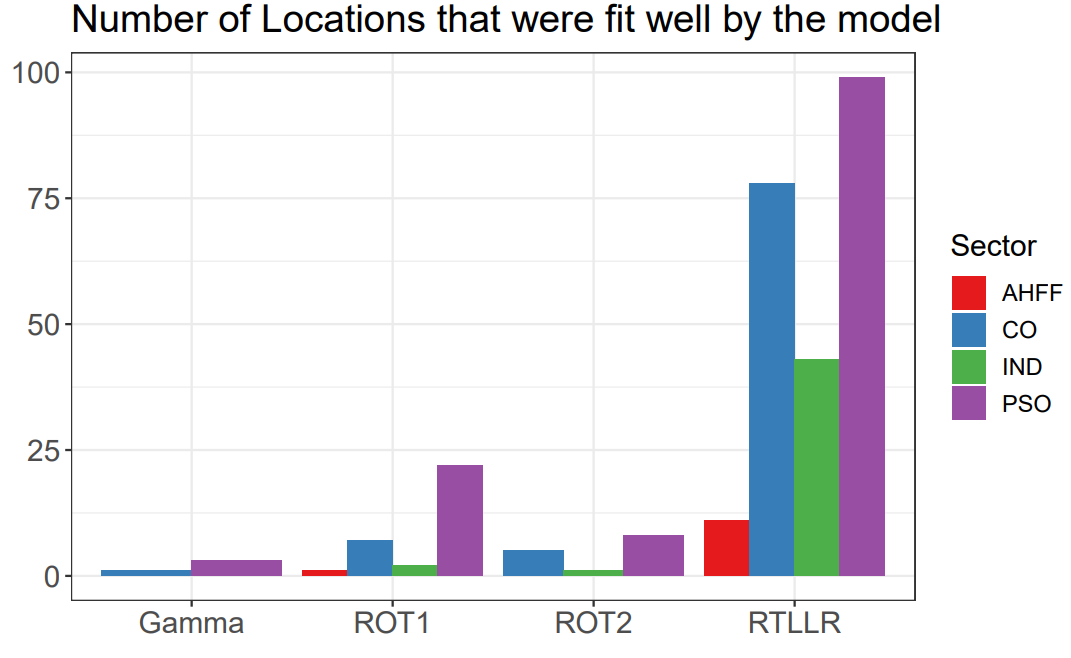 Number of Locations that were fit well by the model
100
75
50
25
0
Gamma
ROT1
ROT2
RTLLR
Sector
AHFF
CO
IND
PSO